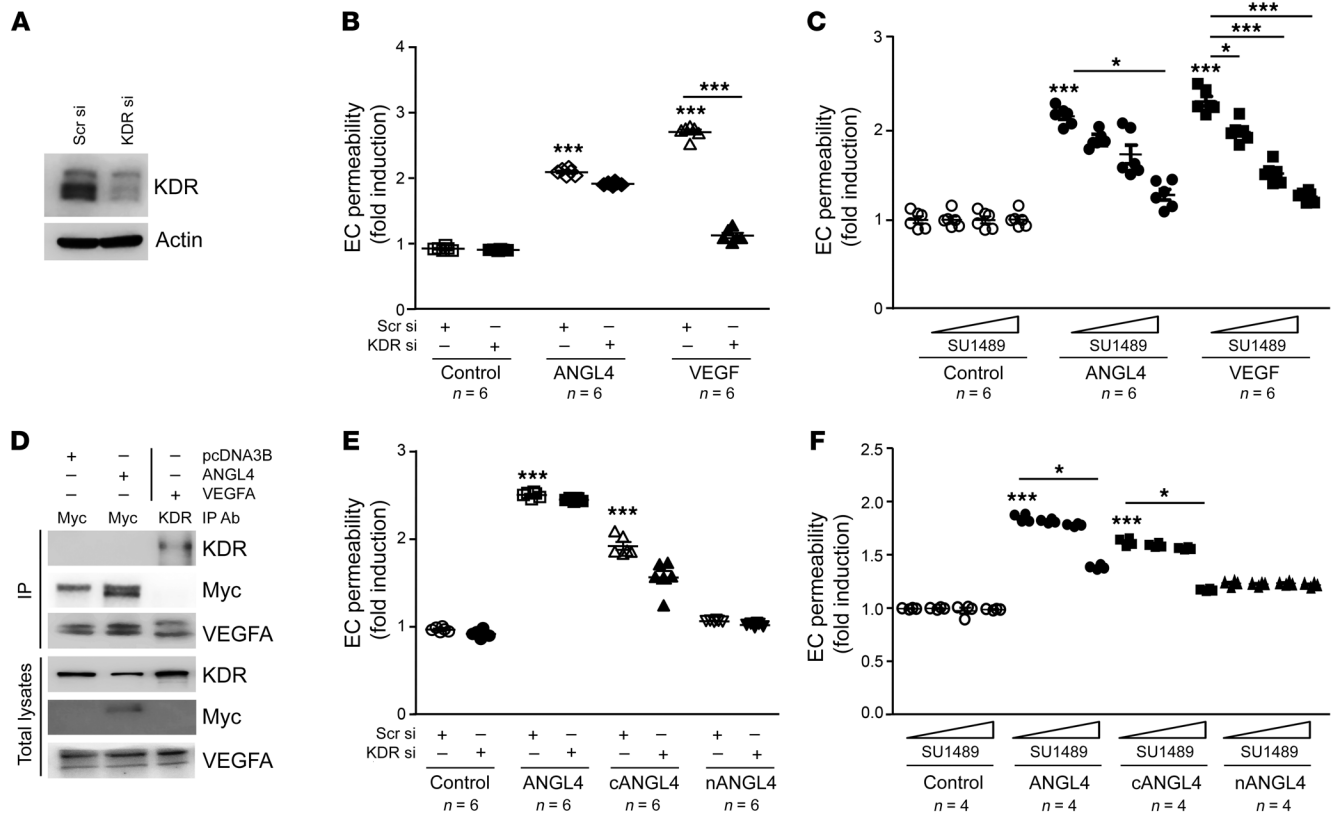 A
Scr si
KDR si
KDR
Actin
B
EC permeability
(fold induction)
4
3
2
1
0
***
***
***
Scr si + – + – + –
KDR si – + – + – +
Control ANGL4 VEGF
n = 6 n = 6 n = 6
C
EC permeability
(fold induction)
3
2
1
0
***
*
***
*
***
***
SU1489 SU1489 SU1489
Control ANGL4 VEGF
n = 6 n = 6 n = 6
D
+ – – pcDNA3B
– + – ANGL4
– – + VEGFA
Myc Myc KDR IP Ab
IP
KDR
Myc
VEGFA
Total lysates
KDR
Myc
VEGFA
E
EC permeability
(fold induction)
3
2
1
0
***
***
Scr si + – + – + – + –
KDR si – + – + – + – +
Control ANGL4 cANGL4 nANGL4
n = 6 n = 6 n = 6 n = 6
F
EC permeability
(fold induction)
2.5
2.0
1.5
1.0
0.5
0.0
***
*
***
*
SU1489 SU1489 SU1489 SU1489
Control ANGL4 cANGL4 nANGL4
n = 4 n = 4 n = 4 n = 4